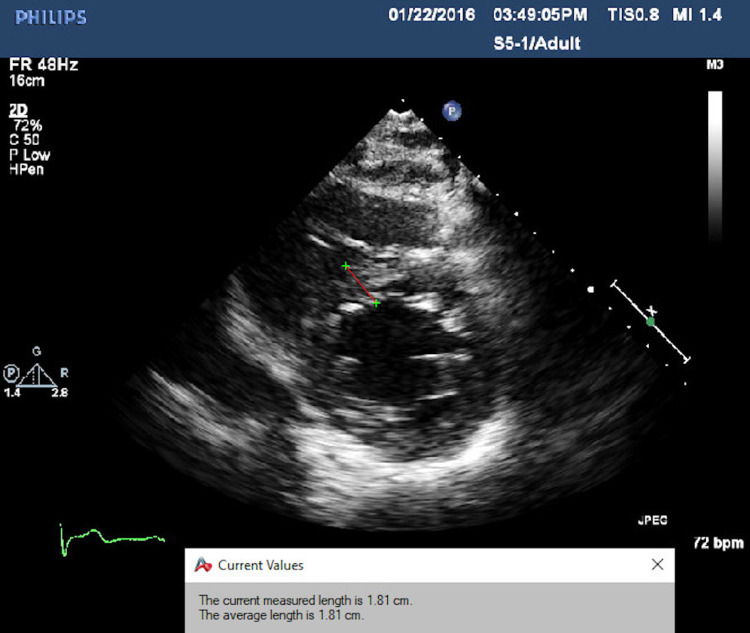 PHILIPS
01/22/2016 03:49:05PM TIS0.8 MI 1.4
S5-1/Adult
FR 48Hz
16cm
M3
2D
72%
C 50
P Low
HPen
P
G
P R
1.4 2.8
JPEG
72 bpm
Current Values
The current measured length is 1.81 cm.
The average length is 1.81 cm.